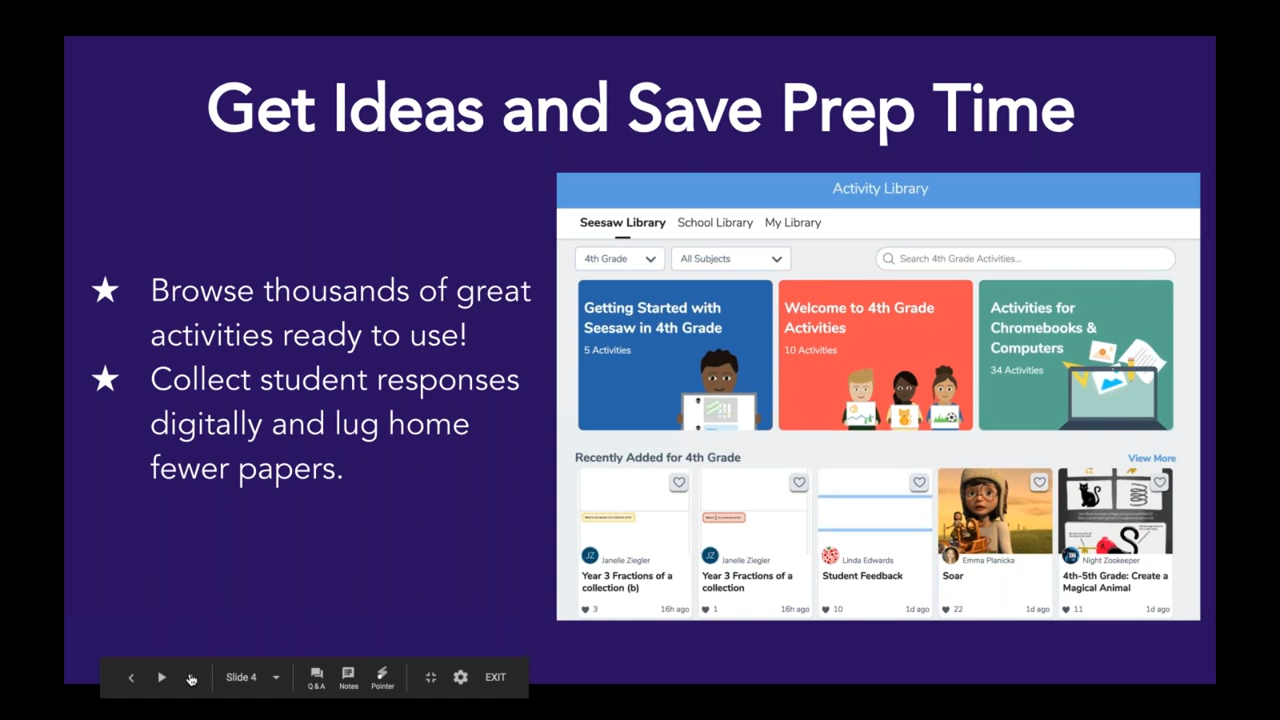 Get Ideas and Save Prep Time
★ Browse thousands of great
activities ready to use!
★ Collect student responses
digitally and lug home
fewer papers.
Activity Library
Seesaw Library School Library My Library
4th Grade All Subjects Search 4th Grade Activities...
Getting Started with
Seesaw in 4th Grade
5 Activities
Welcome to 4th Grade
Activities
10 Activities
Activities for
Chromebooks &
Computers
34 Activities
Recently Added for 4th Grade View More
JZ Janelle Ziegler
Year 3 Fractions of a
collection (b)
3 16h ago
JZ Janelle Ziegler
Year 3 Fractions of a
collection
1 16h ago
Linda Edwards
Student Feedback
10 1d ago
Emma Planicka
Soar
22 1d ago
Night Zookeeper
4th-5th Grade: Create a
Magical Animal
11 1d ago
Slide 4 Q&A Notes Pointer EXIT